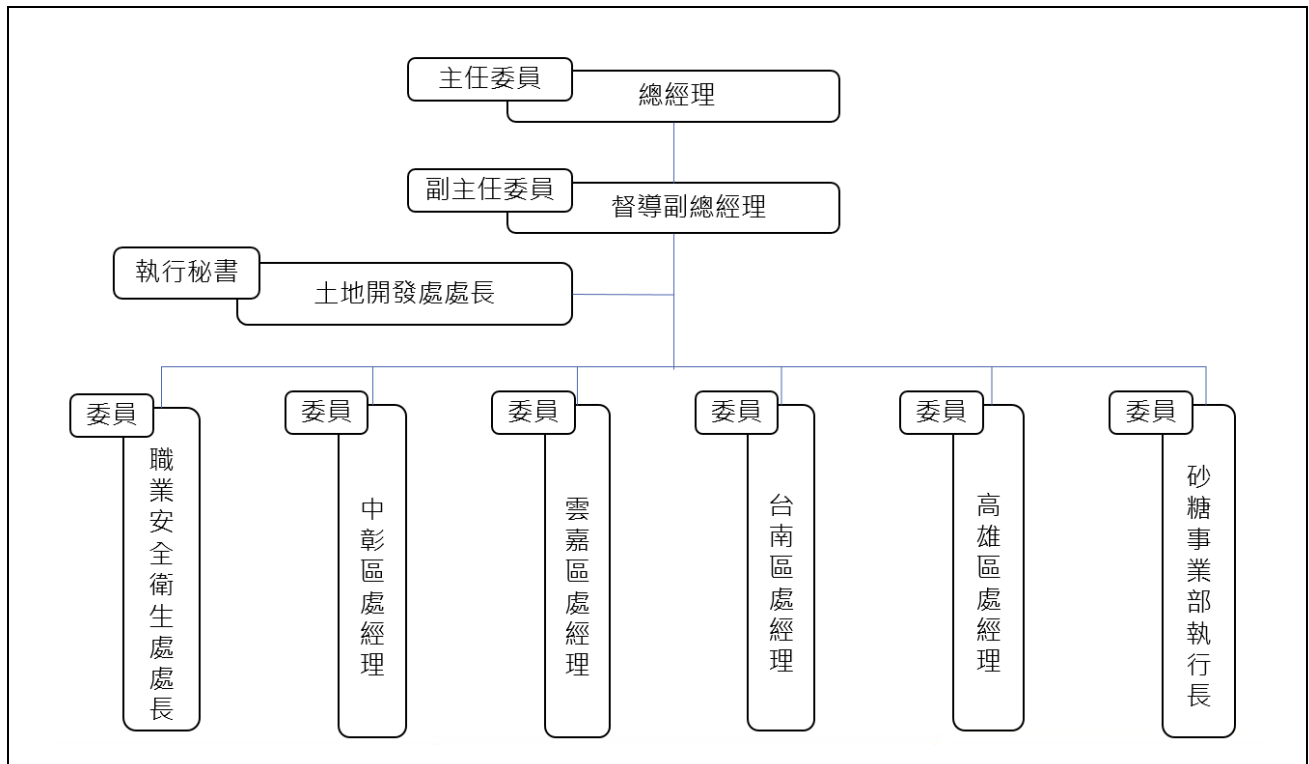 主任委員
總經理
副主任委員
督導副總經理
執行秘書
土地開發處處長
委員
職業安全衛生處處長
委員
中彰區處經理
委員
雲嘉區處經理
委員
台南區處經理
委員
高雄區處經理
委員
砂糖事業部執行長